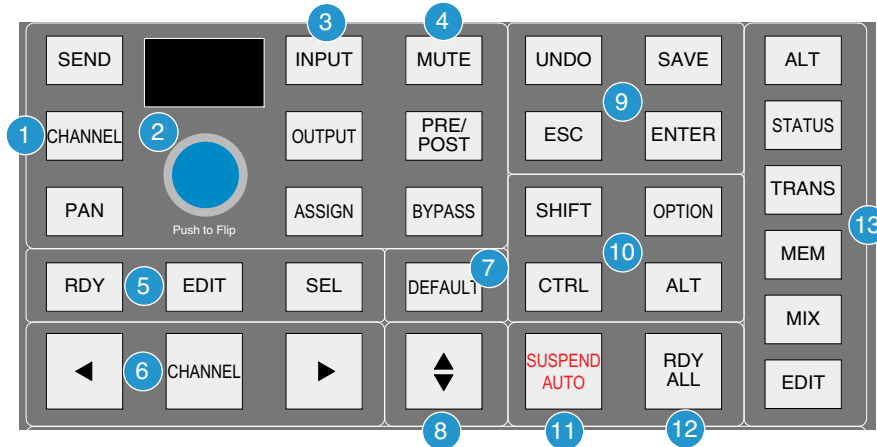 3
4
SEND
INPUT
MUTE
UNDO
SAVE
ALT
9
1
CHANNEL
2
OUTPUT
PRE/
POST
ESC
ENTER
STATUS
PAN
Push to Flip
ASSIGN
BYPASS
SHIFT
OPTION
TRANS
13
10
7
MEM
RDY
5
EDIT
SEL
DEFAULT
CTRL
ALT
MIX
6
CHANNEL
SUSPEND
AUTO
RDY
ALL
EDIT
8
11
12